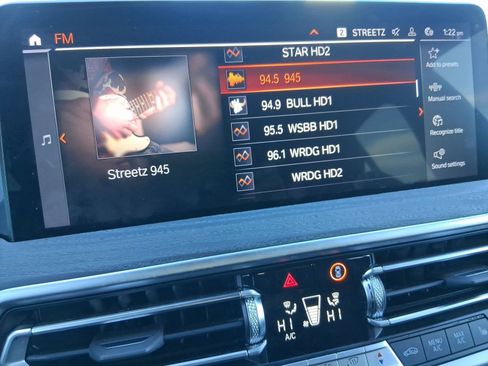 FM
2 STREETZ 1:22 pm
STAR HD2
94.5 945
94.9 BULL HD1
95.5 WSBB HD1
96.1 WRDG HD1
WRDG HD2
Streetz 945
Add to presets
Manual search
Recognize title
Sound settings
HI
A/C
HI
MENU
A/C
MAX
A/C